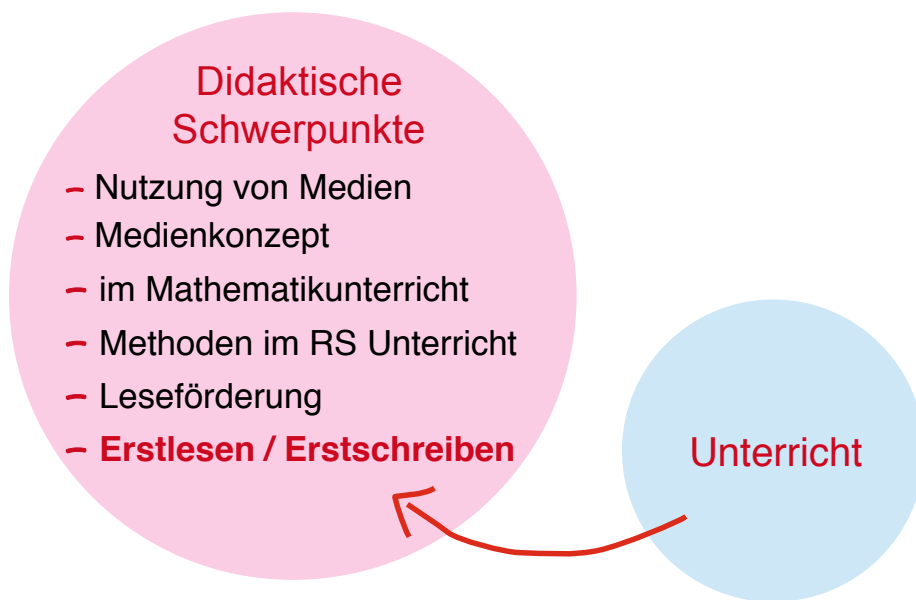 Didaktische
Schwerpunkte
– Nutzung von Medien
– Medienkonzept
– im Mathematikunterricht
– Methoden im RS Unterricht
– Leseförderung
– Erstlesen / Erstschreiben
Unterricht